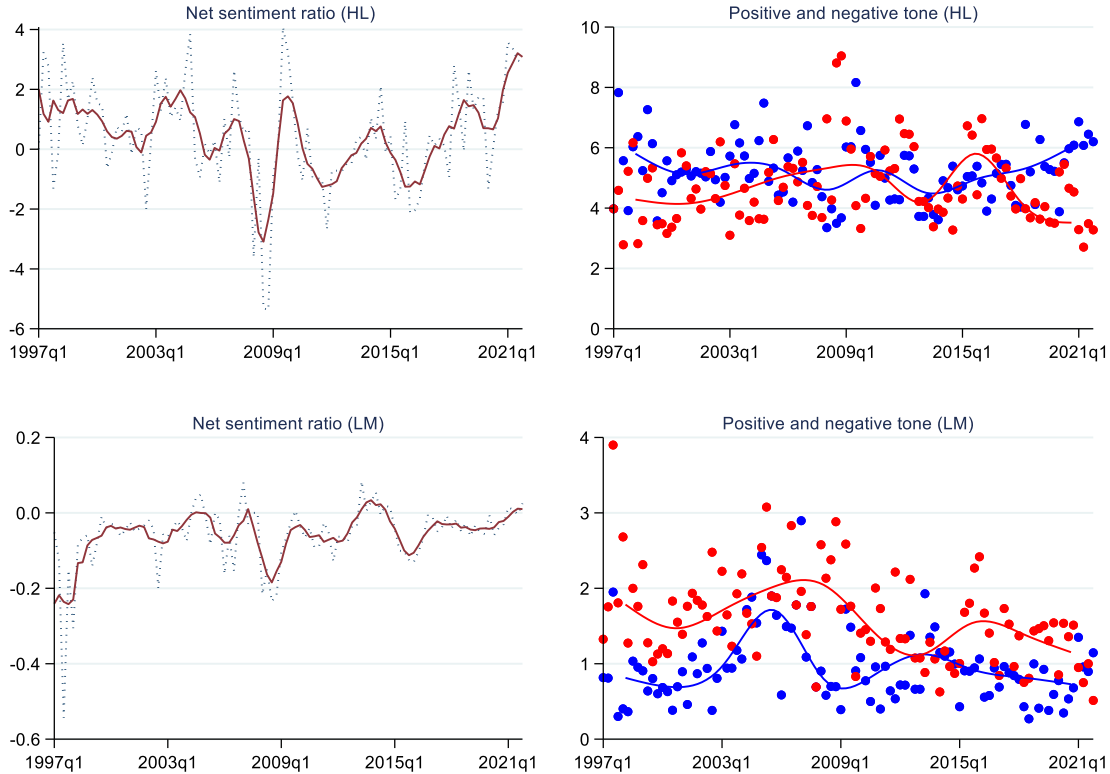 Net sentiment ratio (HL)
4
2
0
-2
-4
-6
1997q1 2003q1 2009q1 2015q1 2021q1
Positive and negative tone (HL)
10
8
6
4
2
0
1997q1 2003q1 2009q1 2015q1 2021q1
Net sentiment ratio (LM)
0.2
0.0
-0.2
-0.4
-0.6
1997q1 2003q1 2009q1 2015q1 2021q1
Positive and negative tone (LM)
4
3
2
1
0
1997q1 2003q1 2009q1 2015q1 2021q1